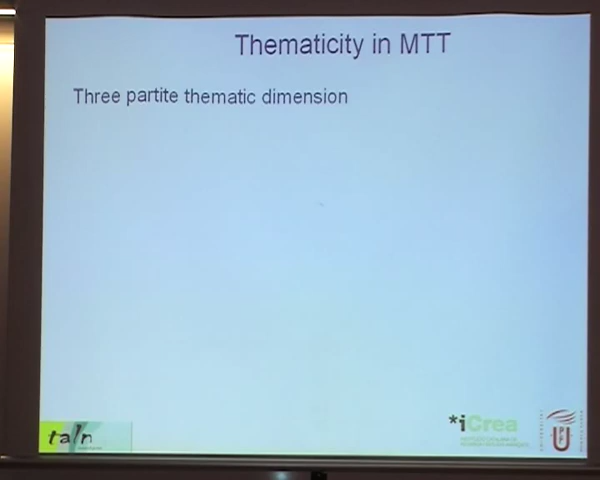 Thematicity in MTT
Three partite thematic dimension
taln
*iCrea